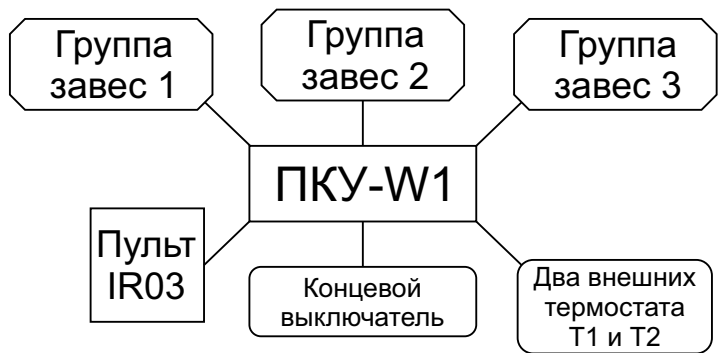 Группа
завес 1
Группа
завес 2
Группа
завес 3
ПКУ-W1
Пульт
IR03
Концевой
выключатель
Два внешних
термостата
Т1 и Т2